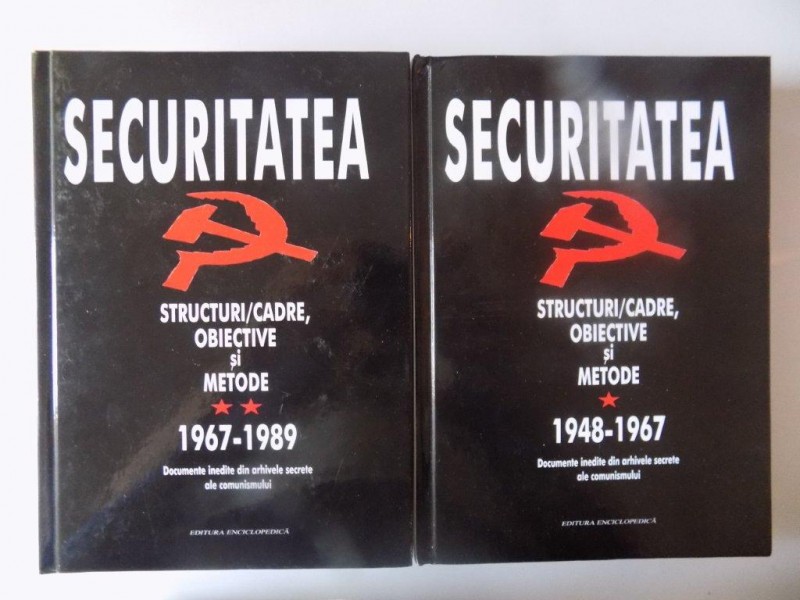 SECURITATEA
STRUCTURI/CADRE,
OBIECTIVE
și
METODE
★★
1967-1989
Documente inedite din arhivele secrete
ale comunismului
EDITURA ENCICLOPEDICĂ
SECURITATEA
STRUCTURI/CADRE,
OBIECTIVE
și
METODE
★
1948-1967
Documente inedite din arhivele secrete
ale comunismului
EDITURA ENCICLOPEDICĂ